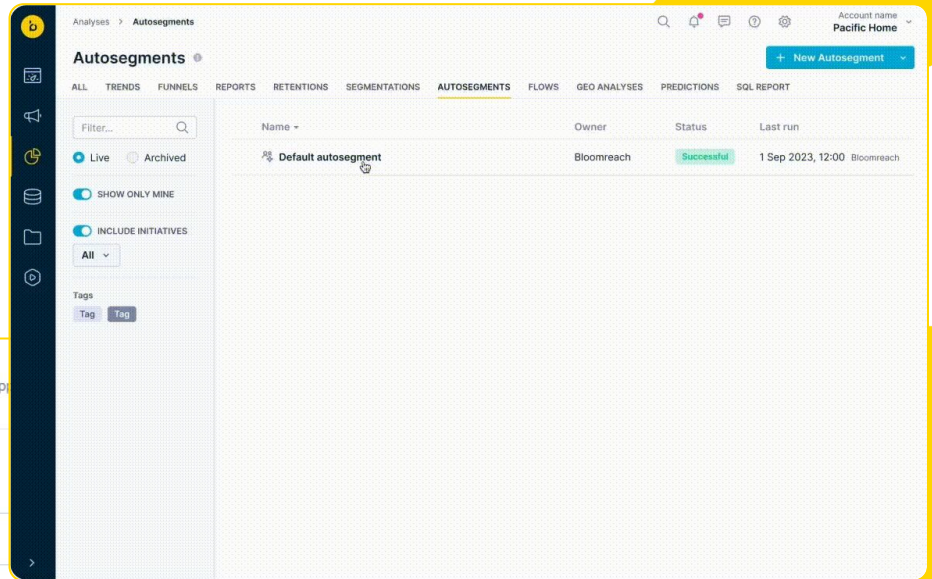 Analyses > Autosegments
Account name
Pacific Home
Autosegments
+ New Autosegment
ALL TRENDS FUNNELS REPORTS RETENTIONS SEGMENTATIONS AUTOSEGMENTS FLOWS GEO ANALYSES PREDICTIONS SQL REPORT
Filter...
Name Owner Status Last run
Live Archived
Default autosegment Bloomreach Successful 1 Sep 2023, 12:00 Bloomreach
SHOW ONLY MINE
INCLUDE INITIATIVES
All
Tags
Tag Tag